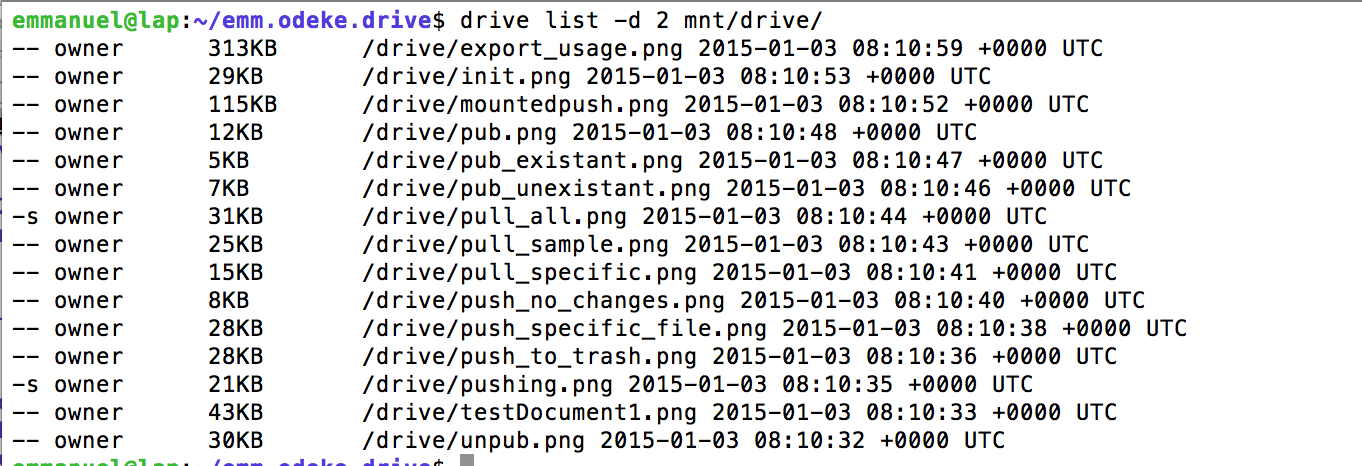 emmanuel@lap:~/emm.odeke.drive$ drive list -d 2 mnt/drive/
-- owner      313KB      /drive/export_usage.png 2015-01-03 08:10:59 +0000 UTC
-- owner      29KB       /drive/init.png 2015-01-03 08:10:53 +0000 UTC
-- owner      115KB      /drive/mountedpush.png 2015-01-03 08:10:52 +0000 UTC
-- owner      12KB       /drive/pub.png 2015-01-03 08:10:48 +0000 UTC
-- owner      5KB        /drive/pub_existant.png 2015-01-03 08:10:47 +0000 UTC
-- owner      7KB        /drive/pub_unexistant.png 2015-01-03 08:10:46 +0000 UTC
-s owner      31KB       /drive/pull_all.png 2015-01-03 08:10:44 +0000 UTC
-- owner      25KB       /drive/pull_sample.png 2015-01-03 08:10:43 +0000 UTC
-- owner      15KB       /drive/pull_specific.png 2015-01-03 08:10:41 +0000 UTC
-- owner      8KB        /drive/push_no_changes.png 2015-01-03 08:10:40 +0000 UTC
-- owner      28KB       /drive/push_specific_file.png 2015-01-03 08:10:38 +0000 UTC
-- owner      28KB       /drive/push_to_trash.png 2015-01-03 08:10:36 +0000 UTC
-s owner      21KB       /drive/pushing.png 2015-01-03 08:10:35 +0000 UTC
-- owner      43KB       /drive/testDocument1.png 2015-01-03 08:10:33 +0000 UTC
-- owner      30KB       /drive/unpub.png 2015-01-03 08:10:32 +0000 UTC
emmanuel@lap:~/emm.odeke.drive$